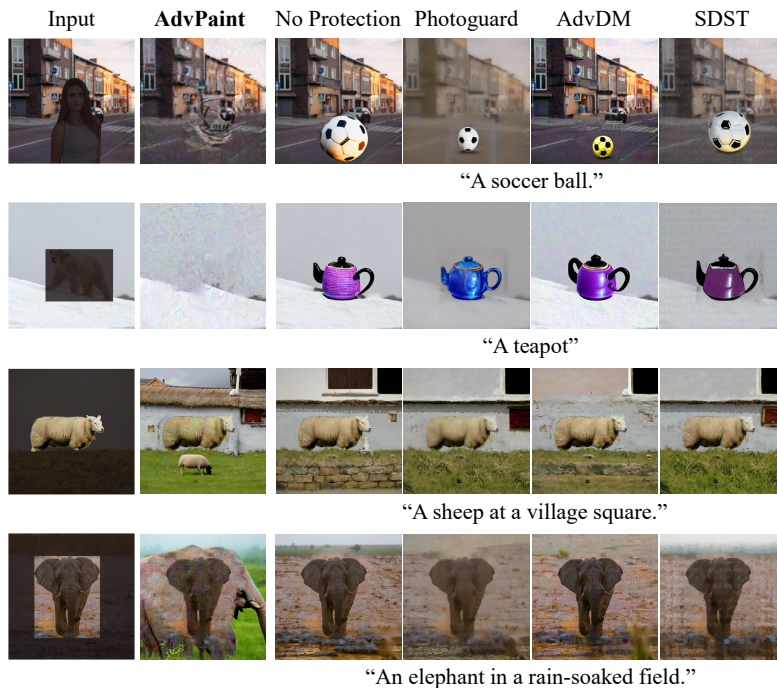 Input AdvPaint No Protection Photoguard AdvDM SDST
“A soccer ball.”
“A teapot”
“A sheep at a village square.”
“An elephant in a rain-soaked field.”